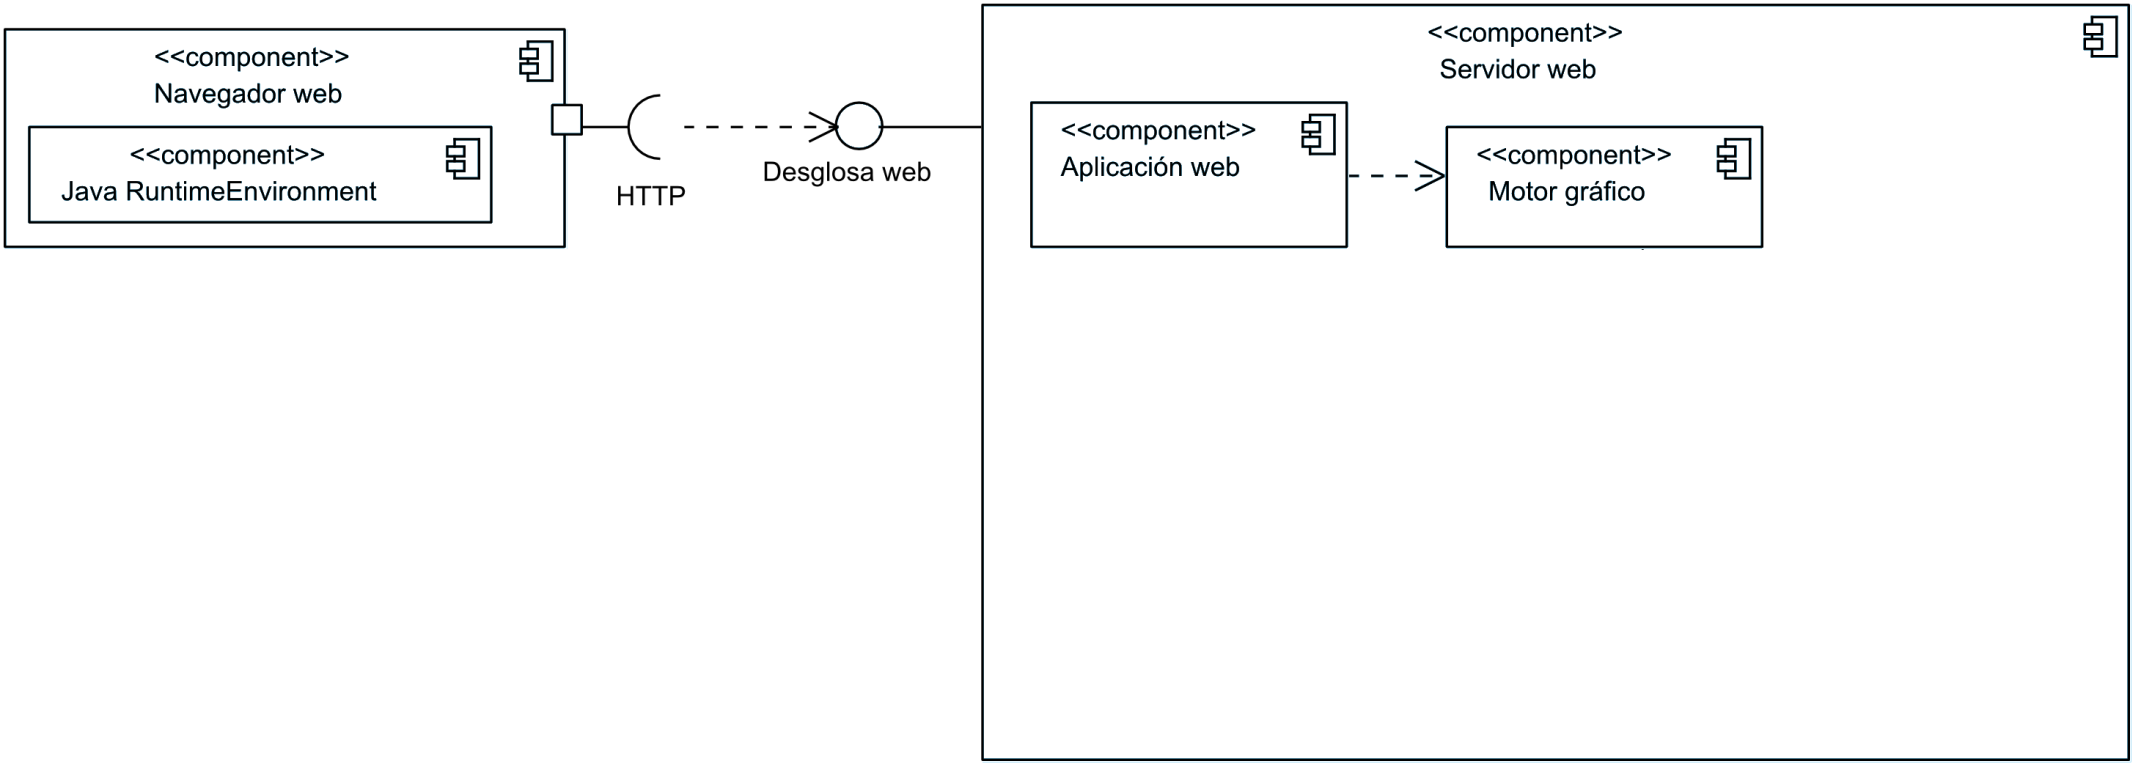 <<component>>
Navegador web
<<component>>
Java RuntimeEnvironment
HTTP
Desglosa web
<<component>>
Servidor web
<<component>>
Aplicación web
<<component>>
Motor gráfico